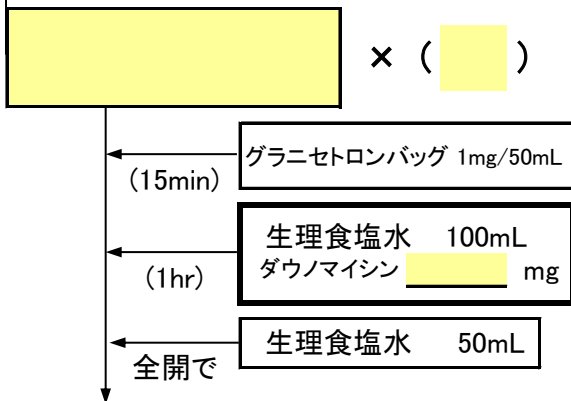 × ( )
グラニセトロンバッグ 1mg/50mL
(15min)
生理食塩水 100mL
ダウノマイシン mg
(1hr)
生理食塩水 50mL
全開で